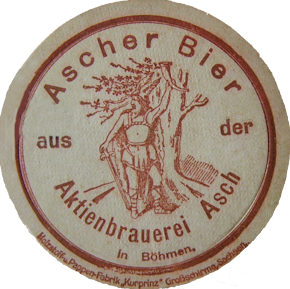 Ascher Bier
aus der
Aktienbrauerei Asch
in Böhmen.
Holzstoff- u. Pappen-Fabrik „Kurprinz“ Großschirma, Sachsen.